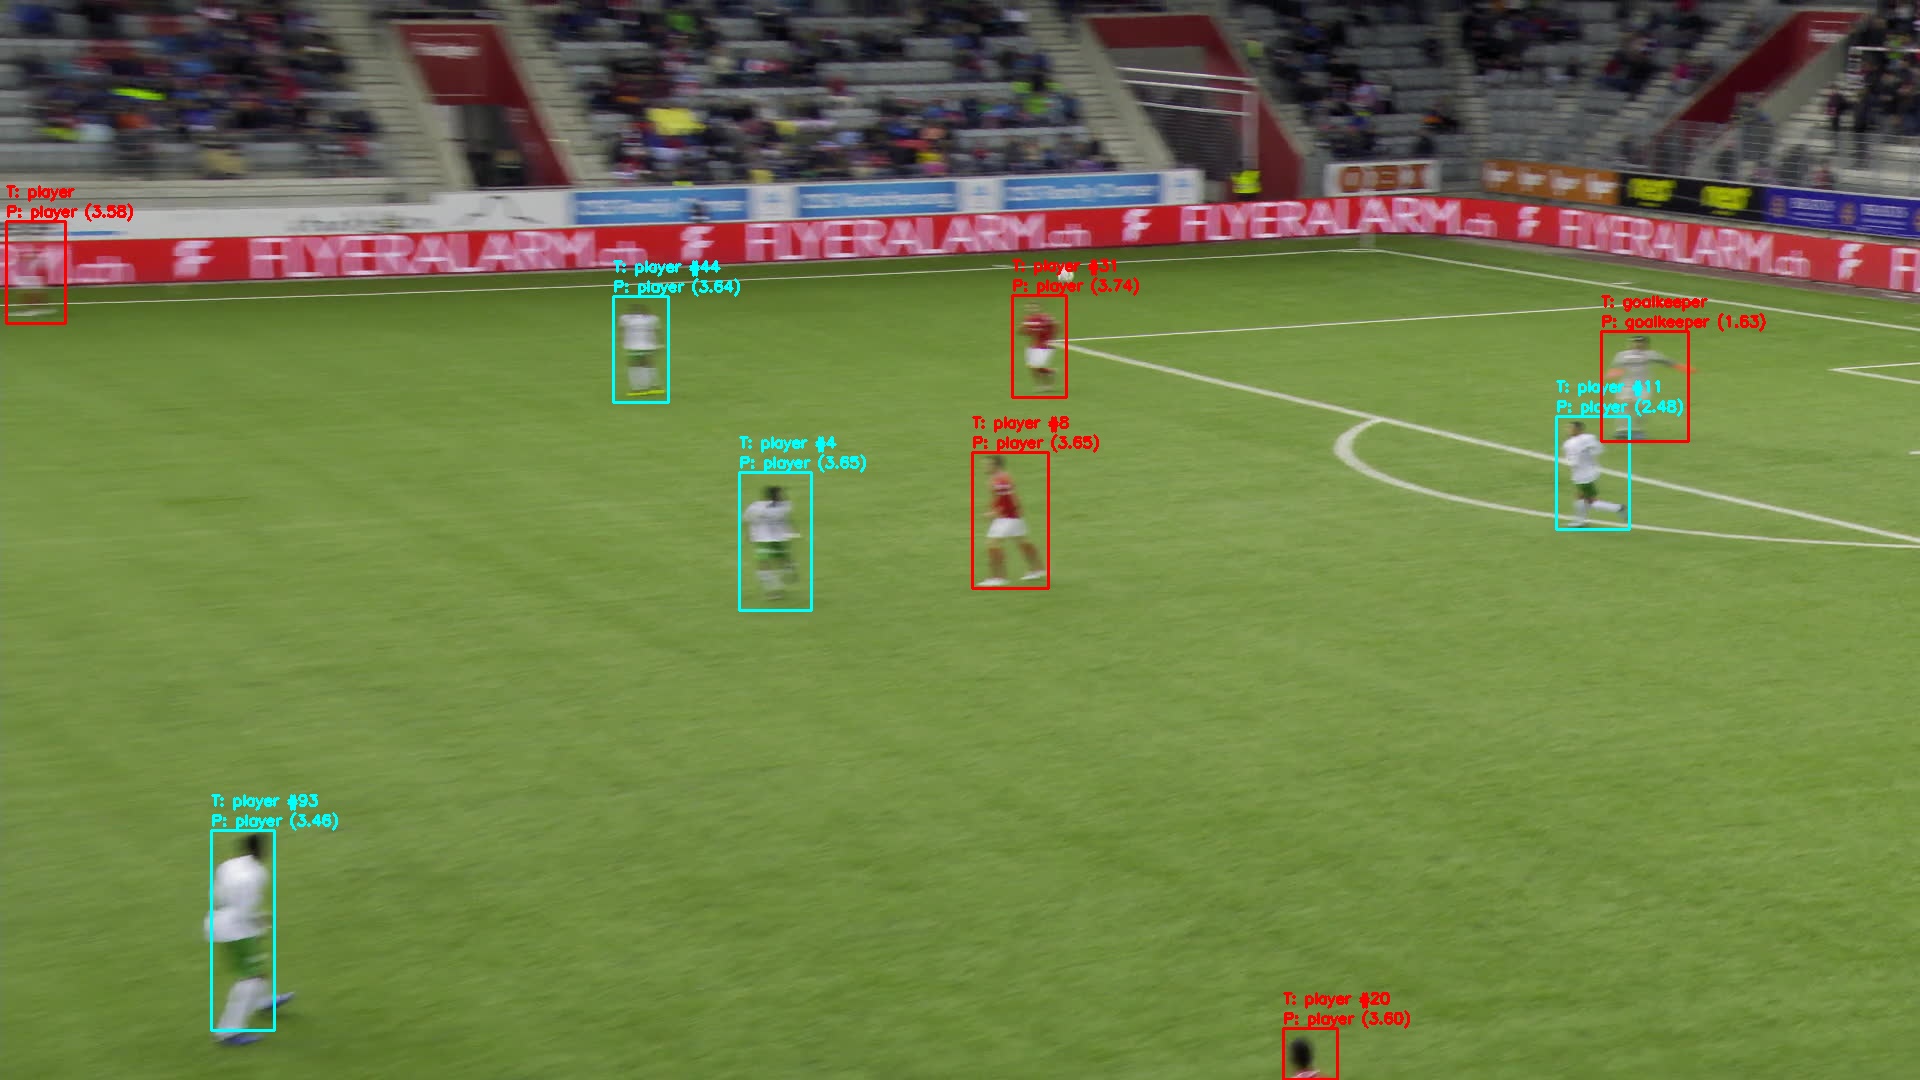 T: player
P: player (3.58)
FLYERALARM.ch
FLYERALARM.ch
FLYERALARM.ch
FLYERALARM.ch
T: player #44
P: player (3.64)
T: player #31
P: player (3.74)
T: goalkeeper
P: goalkeeper (1.63)
T: player #11
P: player (2.48)
T: player #8
P: player (3.65)
T: player #4
P: player (3.65)
T: player #93
P: player (3.46)
T: player #20
P: player (3.60)